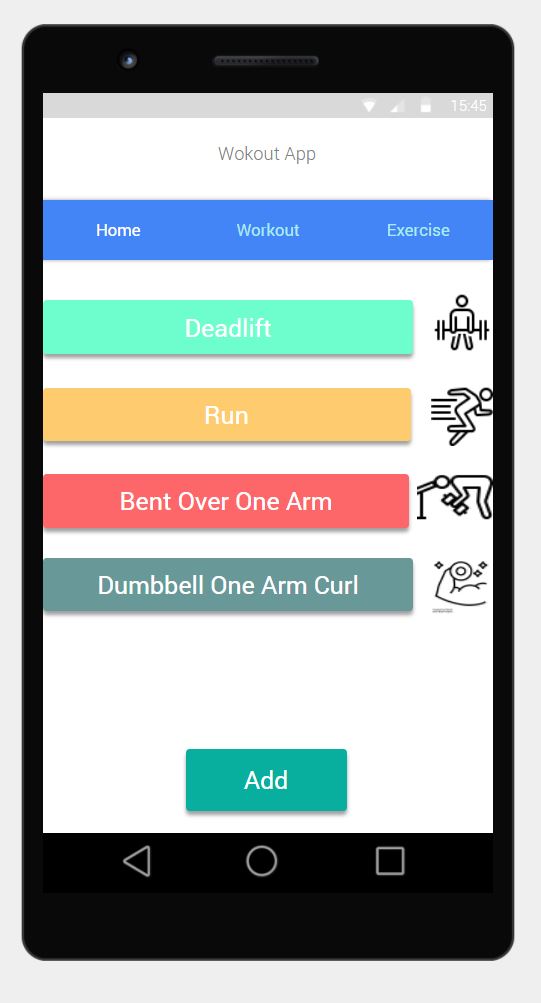 15:45
Wokout App
Home Workout Exercise
Deadlift
Run
Bent Over One Arm
Dumbbell One Arm Curl
Add